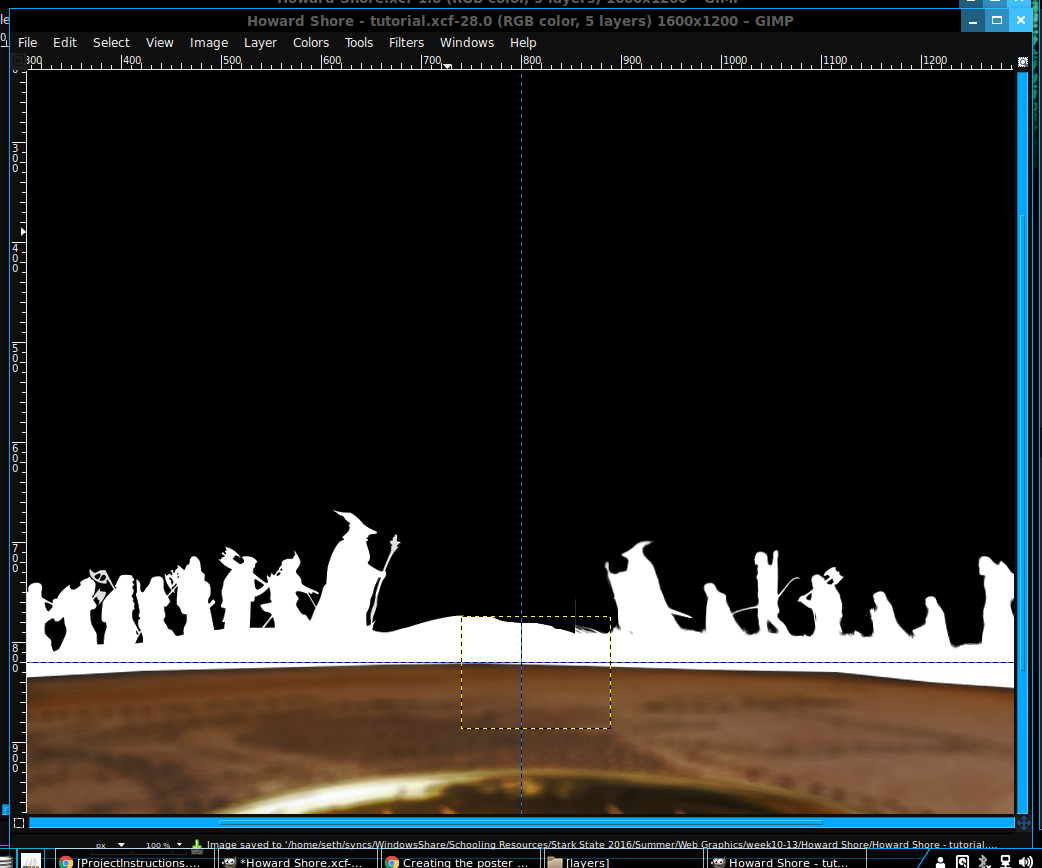 Howard Shore.xcf-1.0 (RGB color, 5 layers) 1600x1200 – GIMP
Howard Shore - tutorial.xcf-28.0 (RGB color, 5 layers) 1600x1200 – GIMP
File Edit Select View Image Layer Colors Tools Filters Windows Help
300 400 500 600 700 800 900 1000 1100 1200
300
400
500
600
700
800
900
px 100 % Image saved to '/home/seth/syncs/WindowsShare/Schooling Resources/Stark State 2016/Summer/Web Graphics/week10-13/Howard Shore/Howard Shore - tutorial....
[ProjectInstructions.... *Howard Shore.xcf-... Creating the poster ... [layers] Howard Shore - tut...